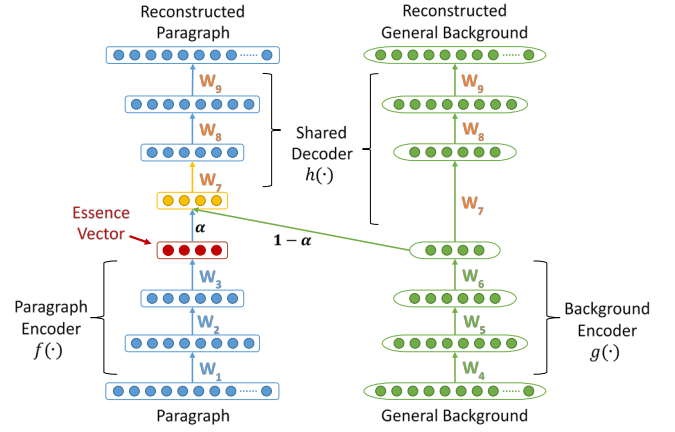 Reconstructed
Paragraph
Reconstructed
General Background
W9
W9
W8
W8
Shared
Decoder
h(·)
W7
W7
Essence
Vector
α
1 − α
W3
W6
Paragraph
Encoder
f(·)
W2
W5
Background
Encoder
g(·)
W1
W4
Paragraph
General Background